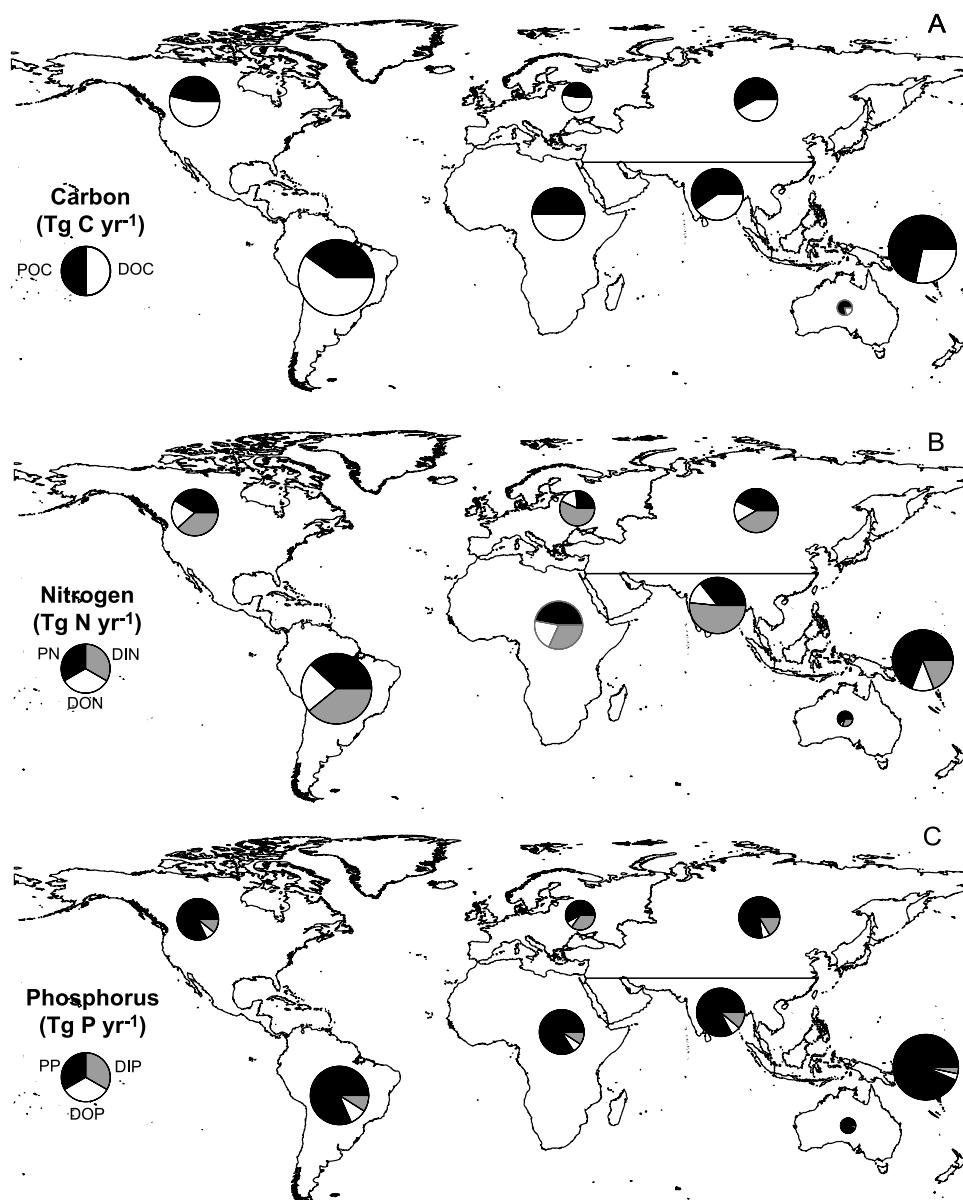 A
Carbon
(Tg C yr-1)
POC DOC
B
Nitrogen
(Tg N yr-1)
PN DIN
DON
C
Phosphorus
(Tg P yr-1)
PP DIP
DOP